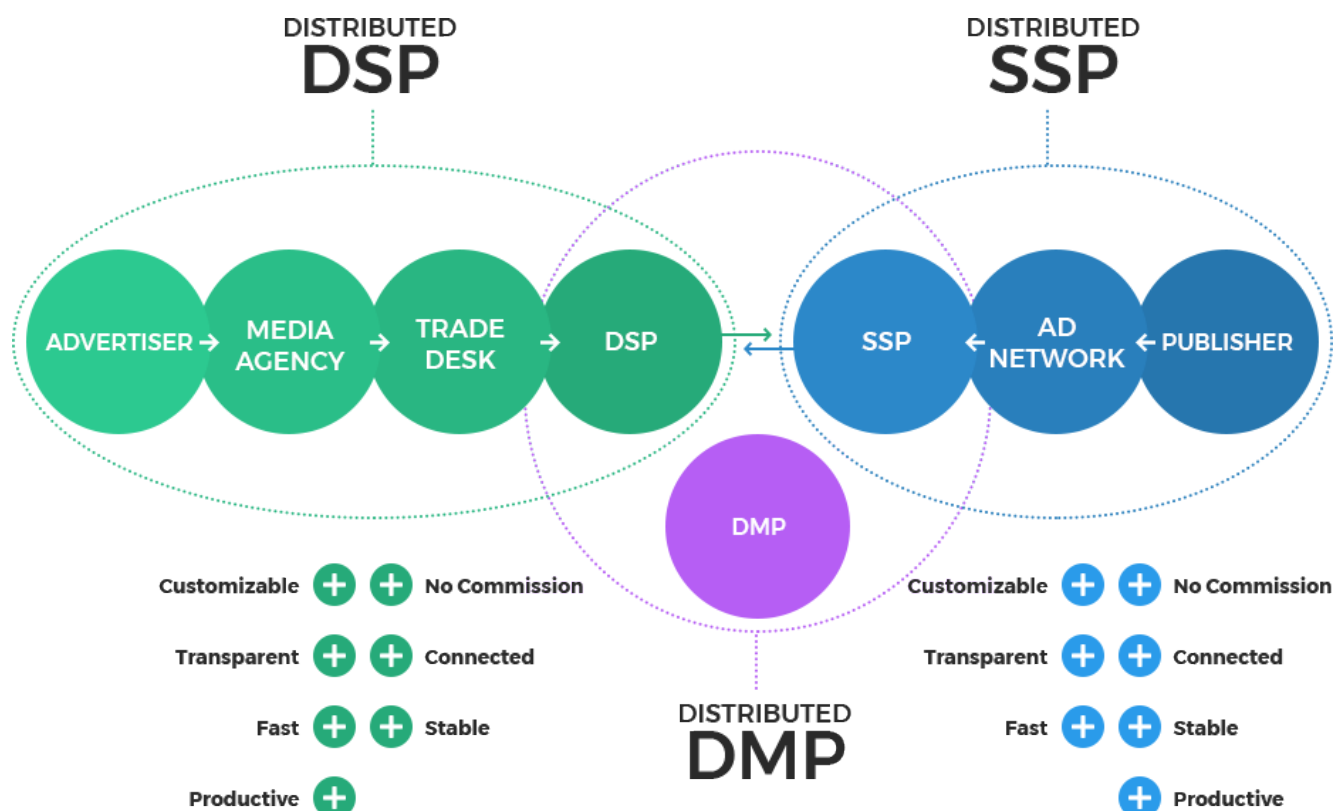 DISTRIBUTED
DSP
DISTRIBUTED
SSP
ADVERTISER
MEDIA
AGENCY
TRADE
DESK
DSP
SSP
AD
NETWORK
PUBLISHER
DMP
Customizable
No Commission
Transparent
Connected
Fast
Stable
Productive
DISTRIBUTED
DMP
Customizable
No Commission
Transparent
Connected
Fast
Stable
Productive